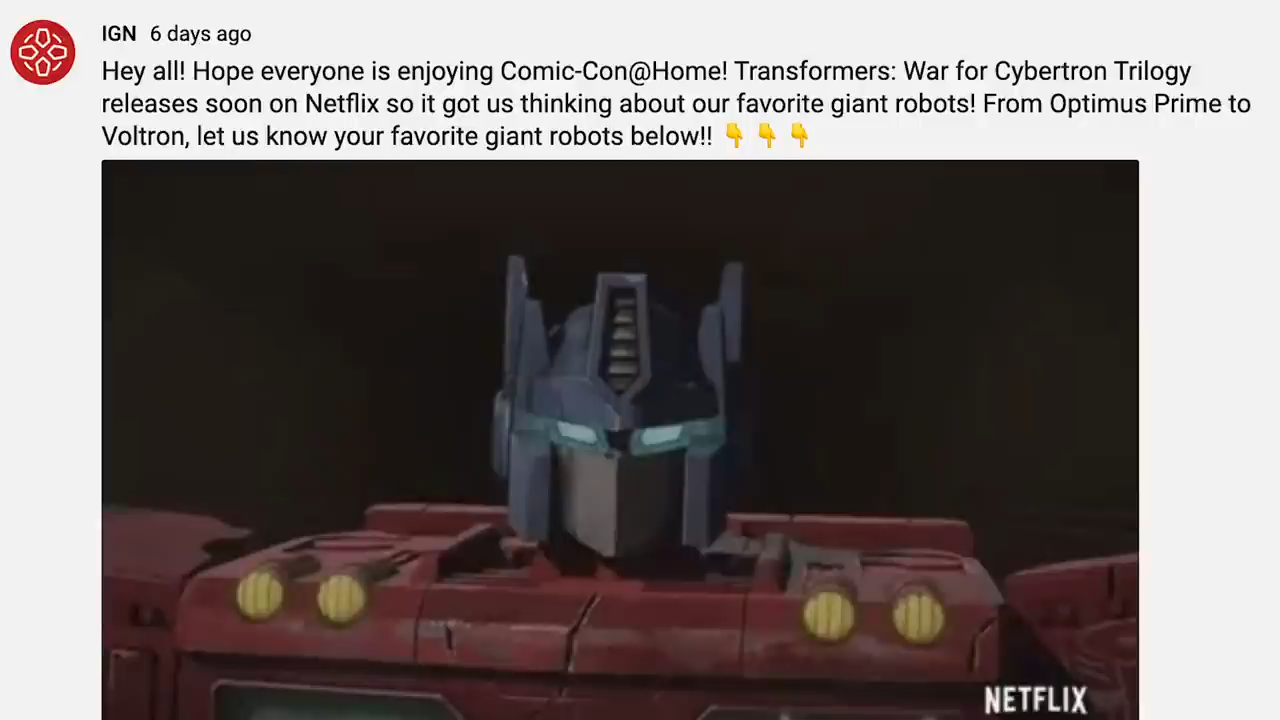 IGN 6 days ago
Hey all! Hope everyone is enjoying Comic-Con@Home! Transformers: War for Cybertron Trilogy
releases soon on Netflix so it got us thinking about our favorite giant robots! From Optimus Prime to
Voltron, let us know your favorite giant robots below!! 👇 👇 👇
NETFLIX